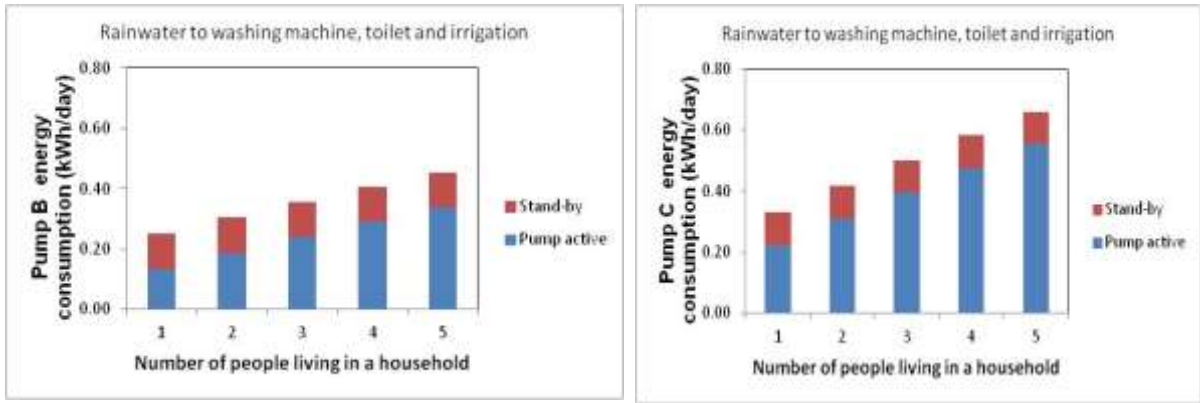 Rainwater to washing machine, toilet and irrigation
Pump B energy
consumption (kWh/day)
0.80
0.60
0.40
0.20
0.00
1 2 3 4 5
Number of people living in a household
Stand-by
Pump active
Rainwater to washing machine, toilet and irrigation
Pump C energy
consumption (kWh/day)
0.80
0.60
0.40
0.20
0.00
1 2 3 4 5
Number of people living in a household
Stand-by
Pump active